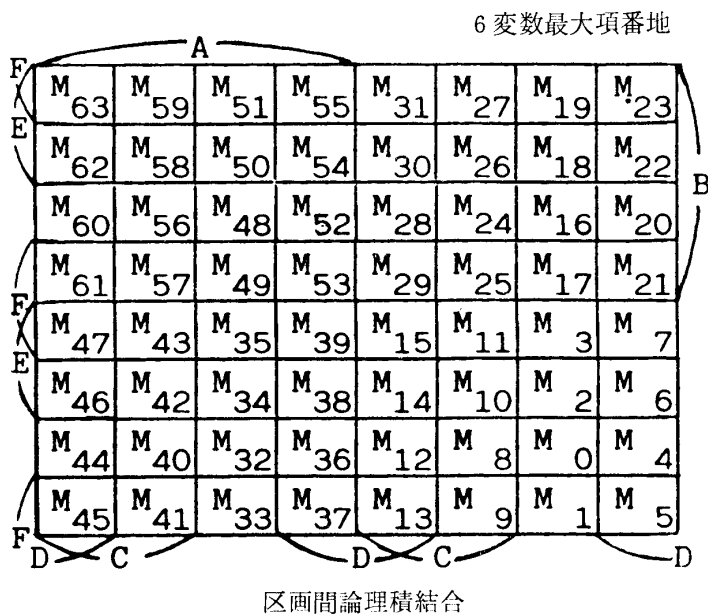 6変数最大項番地
A
F M63 M59 M51 M55 M31 M27 M19 M23
E
M62 M58 M50 M54 M30 M26 M18 M22
B
M60 M56 M48 M52 M28 M24 M16 M20
M61 M57 M49 M53 M29 M25 M17 M21
F
M47 M43 M35 M39 M15 M11 M3 M7
E
M46 M42 M34 M38 M14 M10 M2 M6
M44 M40 M32 M36 M12 M8 M0 M4
M45 M41 M33 M37 M13 M9 M1 M5
F
D C D C D
区画間論理積結合